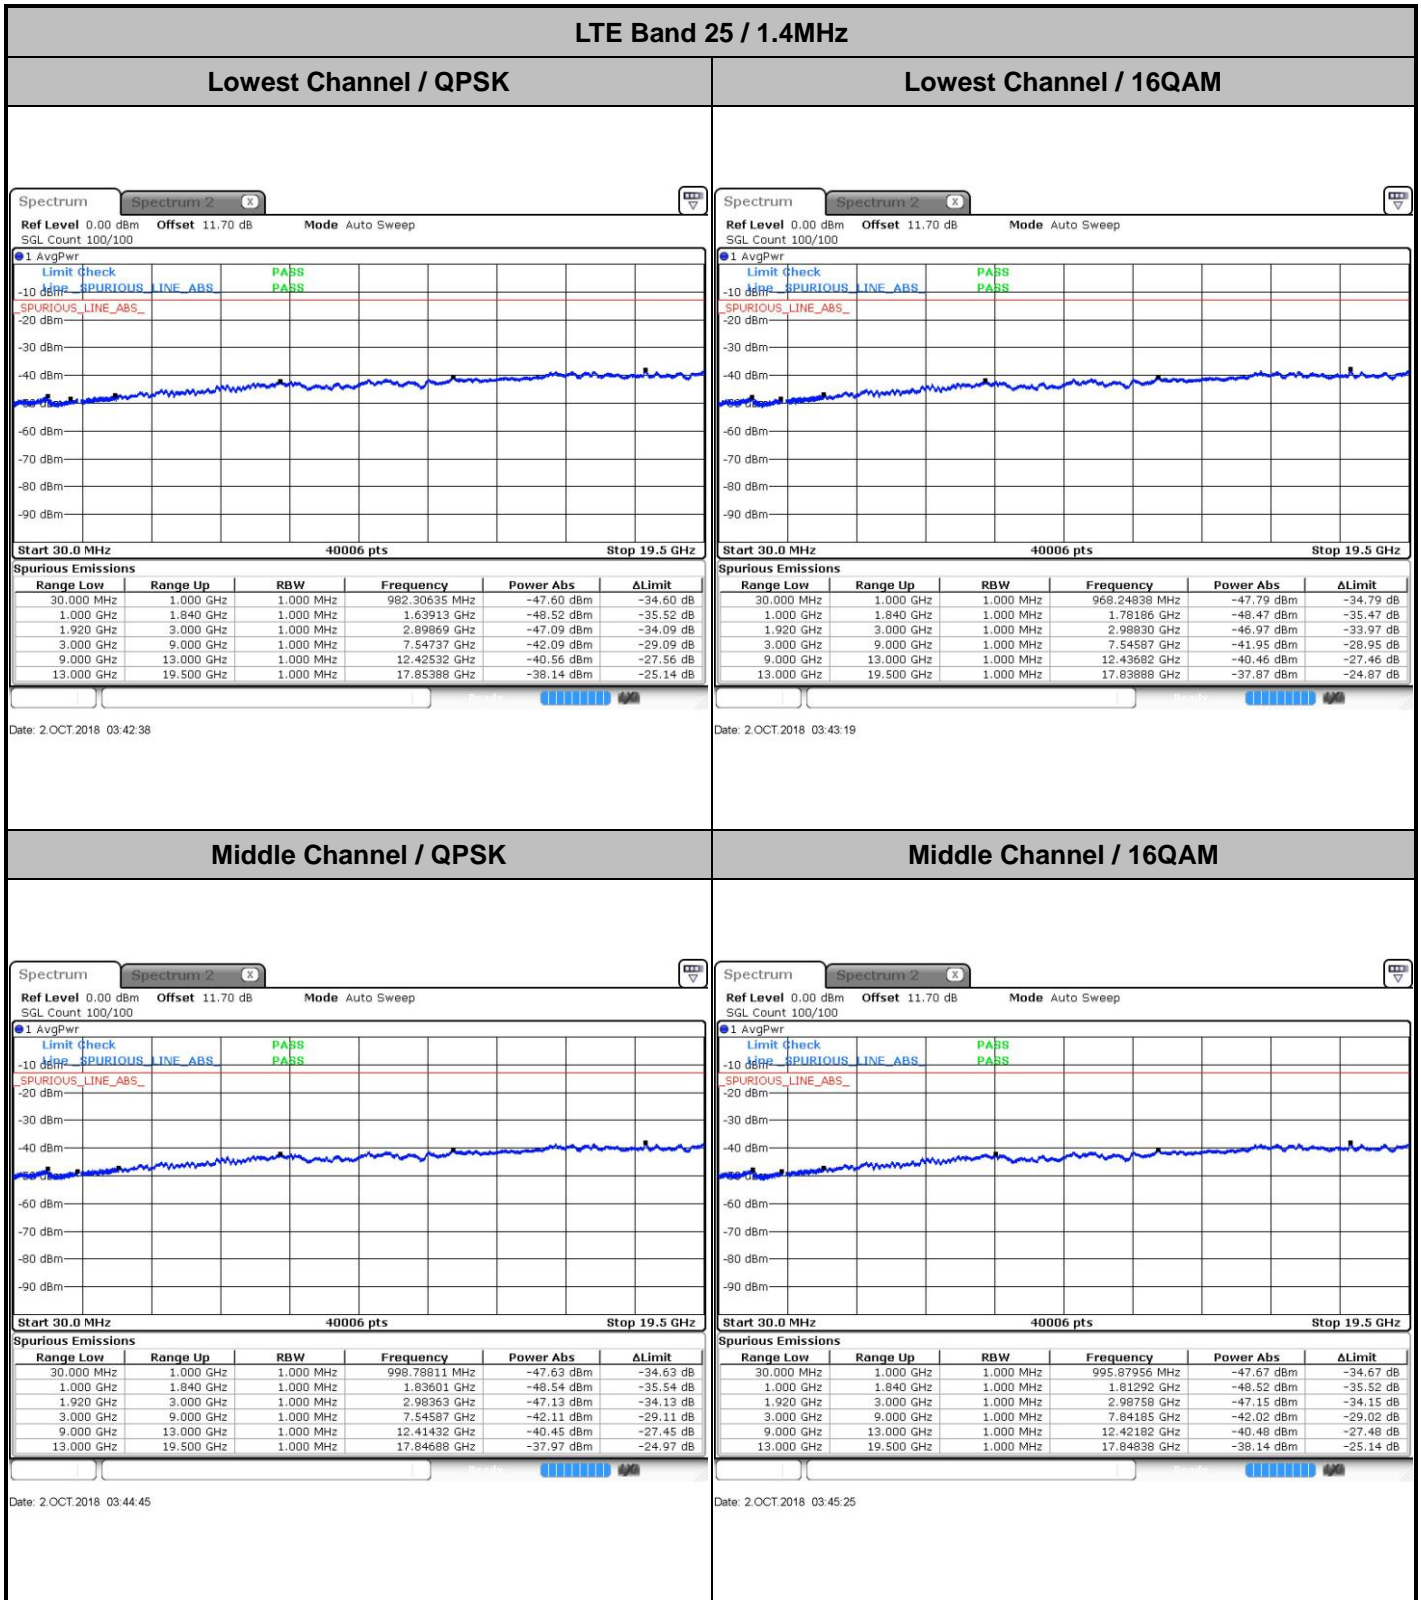 LTE Band 25 / 1.4MHz
Lowest Channel / QPSK
Lowest Channel / 16QAM
Spectrum
Spectrum 2
Ref Level 0.00 dBm Offset 11.70 dB Mode Auto Sweep
SGL Count 100/100
1 AvgPwr
Limit Check PASS
Line _SPURIOUS_LINE_ABS_ PASS
-10 dBm
_SPURIOUS_LINE_ABS_
-20 dBm
-30 dBm
-40 dBm
-50 dBm
-60 dBm
-70 dBm
-80 dBm
-90 dBm
Start 30.0 MHz 40006 pts Stop 19.5 GHz
Spurious Emissions
Range Low Range Up RBW Frequency Power Abs ΔLimit
30.000 MHz 1.000 GHz 1.000 MHz 982.30635 MHz -47.60 dBm -34.60 dB
1.000 GHz 1.840 GHz 1.000 MHz 1.63913 GHz -48.52 dBm -35.52 dB
1.920 GHz 3.000 GHz 1.000 MHz 2.89869 GHz -47.09 dBm -34.09 dB
3.000 GHz 9.000 GHz 1.000 MHz 7.54737 GHz -42.09 dBm -29.09 dB
9.000 GHz 13.000 GHz 1.000 MHz 12.42532 GHz -40.56 dBm -27.56 dB
13.000 GHz 19.500 GHz 1.000 MHz 17.85388 GHz -38.14 dBm -25.14 dB
Date: 2.OCT.2018 03:42:38
Spectrum
Spectrum 2
Ref Level 0.00 dBm Offset 11.70 dB Mode Auto Sweep
SGL Count 100/100
1 AvgPwr
Limit Check PASS
Line _SPURIOUS_LINE_ABS_ PASS
-10 dBm
_SPURIOUS_LINE_ABS_
-20 dBm
-30 dBm
-40 dBm
-50 dBm
-60 dBm
-70 dBm
-80 dBm
-90 dBm
Start 30.0 MHz 40006 pts Stop 19.5 GHz
Spurious Emissions
Range Low Range Up RBW Frequency Power Abs ΔLimit
30.000 MHz 1.000 GHz 1.000 MHz 968.24838 MHz -47.79 dBm -34.79 dB
1.000 GHz 1.840 GHz 1.000 MHz 1.78186 GHz -48.47 dBm -35.47 dB
1.920 GHz 3.000 GHz 1.000 MHz 2.98830 GHz -46.97 dBm -33.97 dB
3.000 GHz 9.000 GHz 1.000 MHz 7.54587 GHz -41.95 dBm -28.95 dB
9.000 GHz 13.000 GHz 1.000 MHz 12.43682 GHz -40.46 dBm -27.46 dB
13.000 GHz 19.500 GHz 1.000 MHz 17.83888 GHz -37.87 dBm -24.87 dB
Date: 2.OCT.2018 03:43:19
Middle Channel / QPSK
Middle Channel / 16QAM
Spectrum
Spectrum 2
Ref Level 0.00 dBm Offset 11.70 dB Mode Auto Sweep
SGL Count 100/100
1 AvgPwr
Limit Check PASS
Line _SPURIOUS_LINE_ABS_ PASS
-10 dBm
_SPURIOUS_LINE_ABS_
-20 dBm
-30 dBm
-40 dBm
-50 dBm
-60 dBm
-70 dBm
-80 dBm
-90 dBm
Start 30.0 MHz 40006 pts Stop 19.5 GHz
Spurious Emissions
Range Low Range Up RBW Frequency Power Abs ΔLimit
30.000 MHz 1.000 GHz 1.000 MHz 998.78811 MHz -47.63 dBm -34.63 dB
1.000 GHz 1.840 GHz 1.000 MHz 1.83601 GHz -48.54 dBm -35.54 dB
1.920 GHz 3.000 GHz 1.000 MHz 2.98363 GHz -47.13 dBm -34.13 dB
3.000 GHz 9.000 GHz 1.000 MHz 7.54587 GHz -42.11 dBm -29.11 dB
9.000 GHz 13.000 GHz 1.000 MHz 12.41432 GHz -40.45 dBm -27.45 dB
13.000 GHz 19.500 GHz 1.000 MHz 17.84688 GHz -37.97 dBm -24.97 dB
Date: 2.OCT.2018 03:44:45
Spectrum
Spectrum 2
Ref Level 0.00 dBm Offset 11.70 dB Mode Auto Sweep
SGL Count 100/100
1 AvgPwr
Limit Check PASS
Line _SPURIOUS_LINE_ABS_ PASS
-10 dBm
_SPURIOUS_LINE_ABS_
-20 dBm
-30 dBm
-40 dBm
-50 dBm
-60 dBm
-70 dBm
-80 dBm
-90 dBm
Start 30.0 MHz 40006 pts Stop 19.5 GHz
Spurious Emissions
Range Low Range Up RBW Frequency Power Abs ΔLimit
30.000 MHz 1.000 GHz 1.000 MHz 995.87956 MHz -47.67 dBm -34.67 dB
1.000 GHz 1.840 GHz 1.000 MHz 1.81292 GHz -48.52 dBm -35.52 dB
1.920 GHz 3.000 GHz 1.000 MHz 2.98758 GHz -47.15 dBm -34.15 dB
3.000 GHz 9.000 GHz 1.000 MHz 7.84185 GHz -42.02 dBm -29.02 dB
9.000 GHz 13.000 GHz 1.000 MHz 12.42182 GHz -40.48 dBm -27.48 dB
13.000 GHz 19.500 GHz 1.000 MHz 17.84838 GHz -38.14 dBm -25.14 dB
Date: 2.OCT.2018 03:45:25